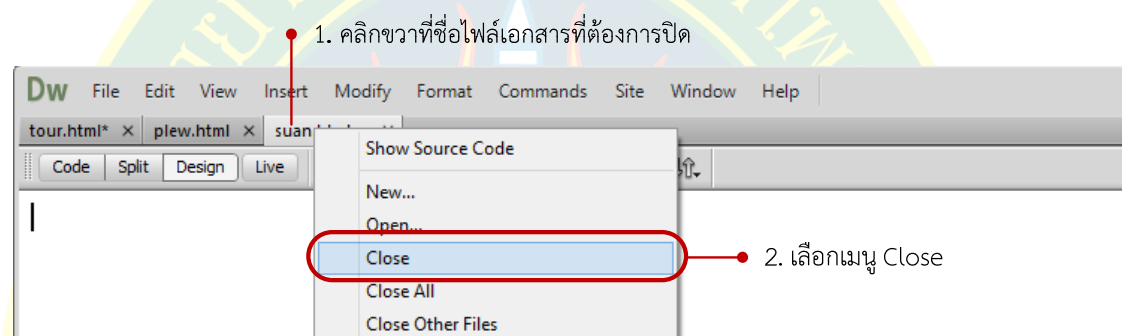 1. คลิกขวาที่ชื่อไฟล์เอกสารที่ต้องการปิด
Dw File Edit View Insert Modify Format Commands Site Window Help
tour.html* × plew.html ×
Code Split Design Live
Show Source Code
New...
Open...
Close
2. เลือกเมนู Close
Close All
Close Other Files